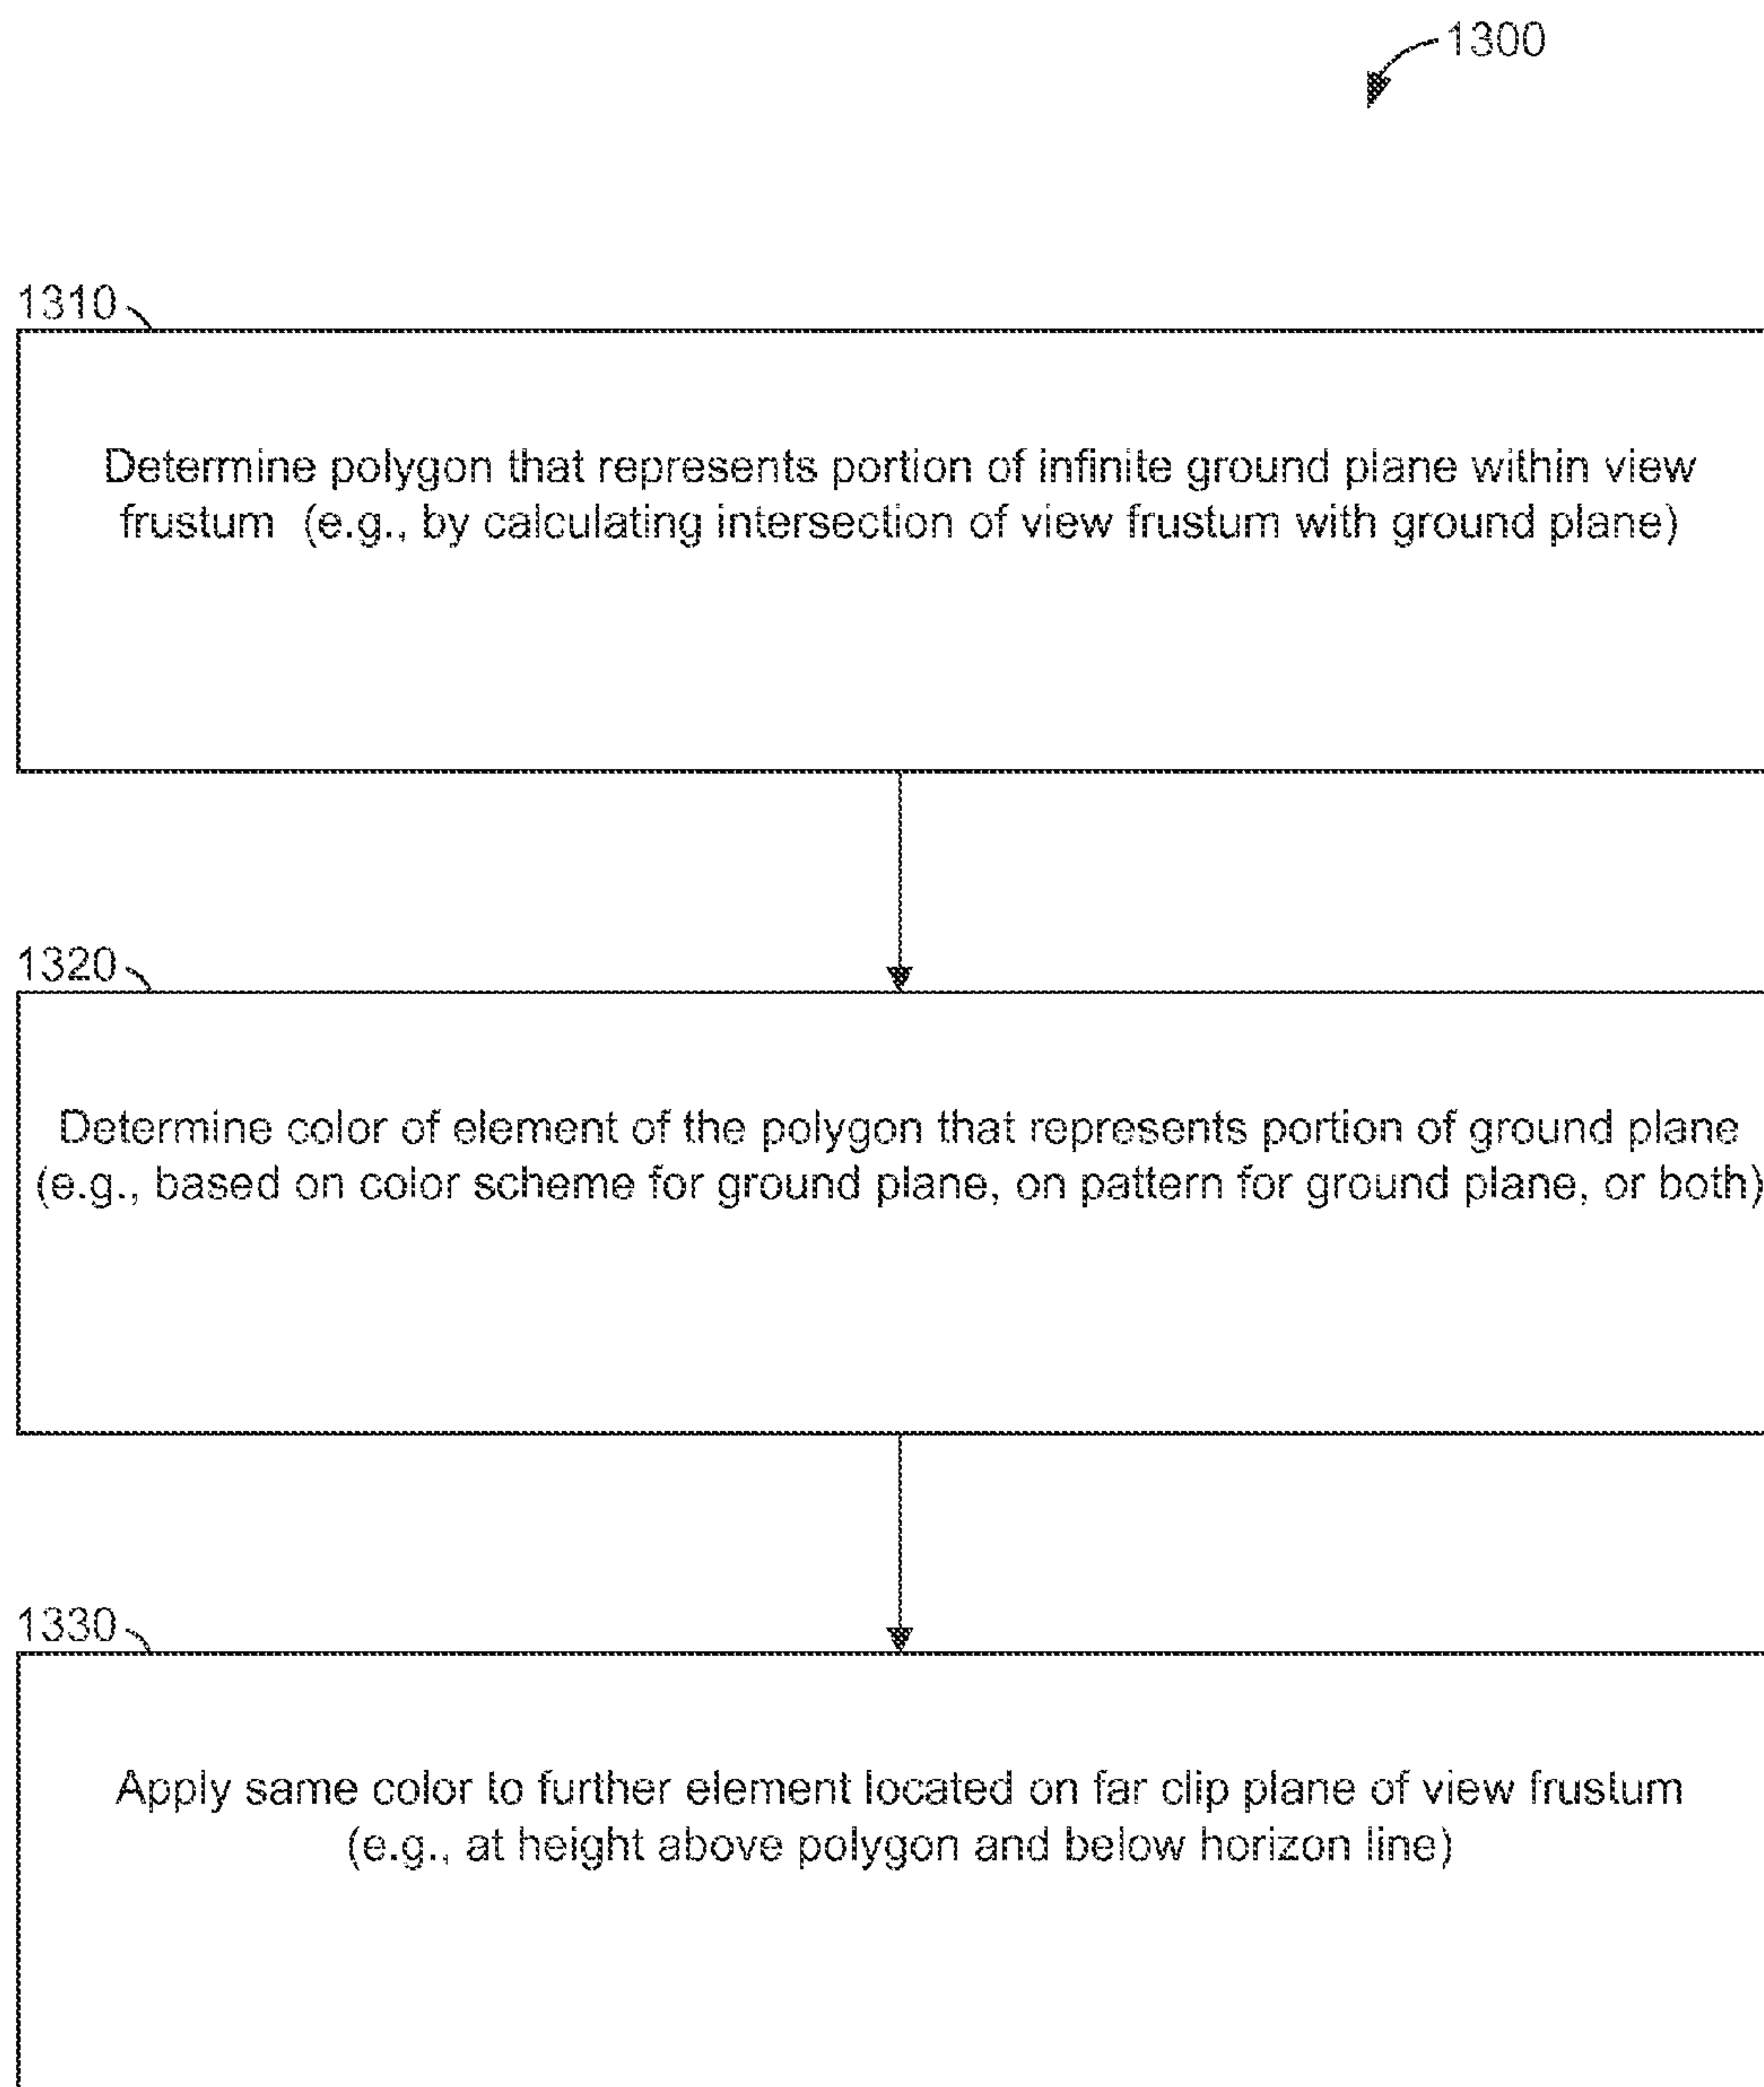 1300
1310
Determine polygon that represents portion of infinite ground plane within view
frustum (e.g., by calculating intersection of view frustum with ground plane)
1320
Determine color of element of the polygon that represents portion of ground plane
(e.g., based on color scheme for ground plane, on pattern for ground plane, or both)
1330
Apply same color to further element located on far clip plane of view frustum
(e.g., at height above polygon and below horizon line)